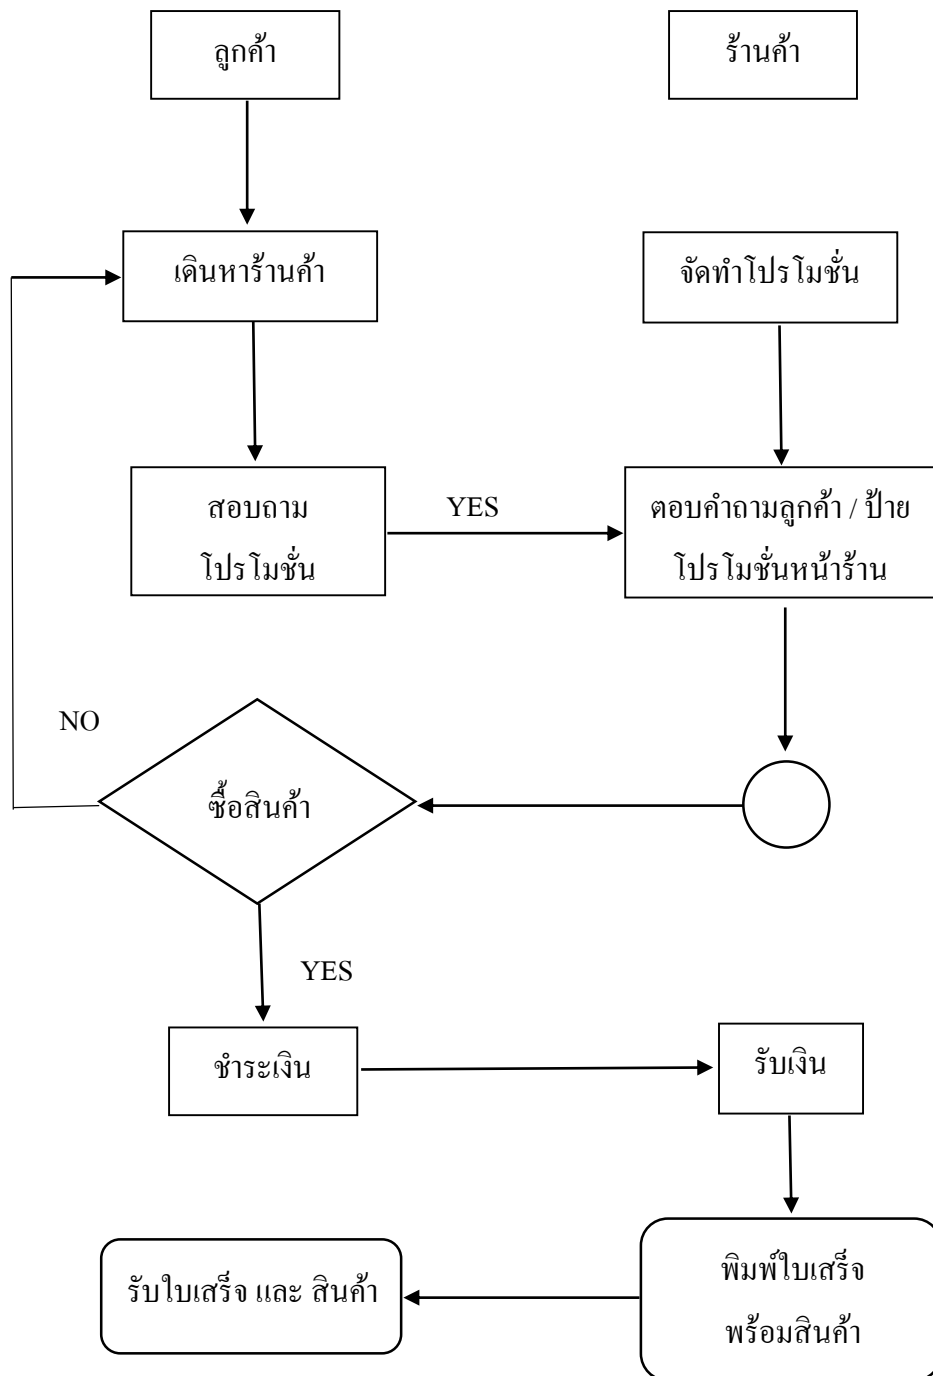 ลูกค้า
ร้านค้า
เดินหาร้านค้า
จัดทำโปรโมชั่น
สอบถาม
โปรโมชั่น
YES
ตอบคำถามลูกค้า / ป้าย
โปรโมชั่นหน้าร้าน
NO
ซื้อสินค้า
YES
ชำระเงิน
รับเงิน
รับใบเสร็จ และ สินค้า
พิมพ์ใบเสร็จ
พร้อมสินค้า